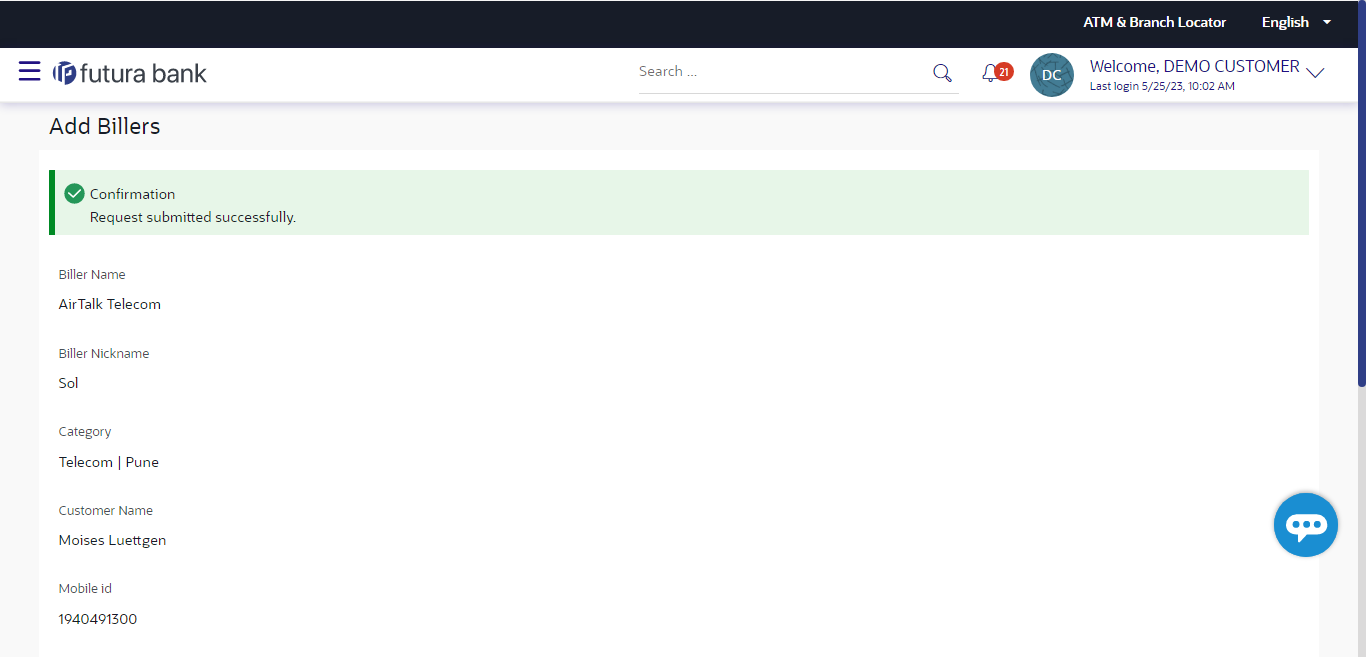 ATM & Branch Locator English
futura bank
Search ...
21
DC
Welcome, DEMO CUSTOMER
Last login 5/25/23, 10:02 AM
Add Billers
Confirmation
Request submitted successfully.
Biller Name
AirTalk Telecom
Biller Nickname
Sol
Category
Telecom | Pune
Customer Name
Moises Luettgen
Mobile id
1940491300